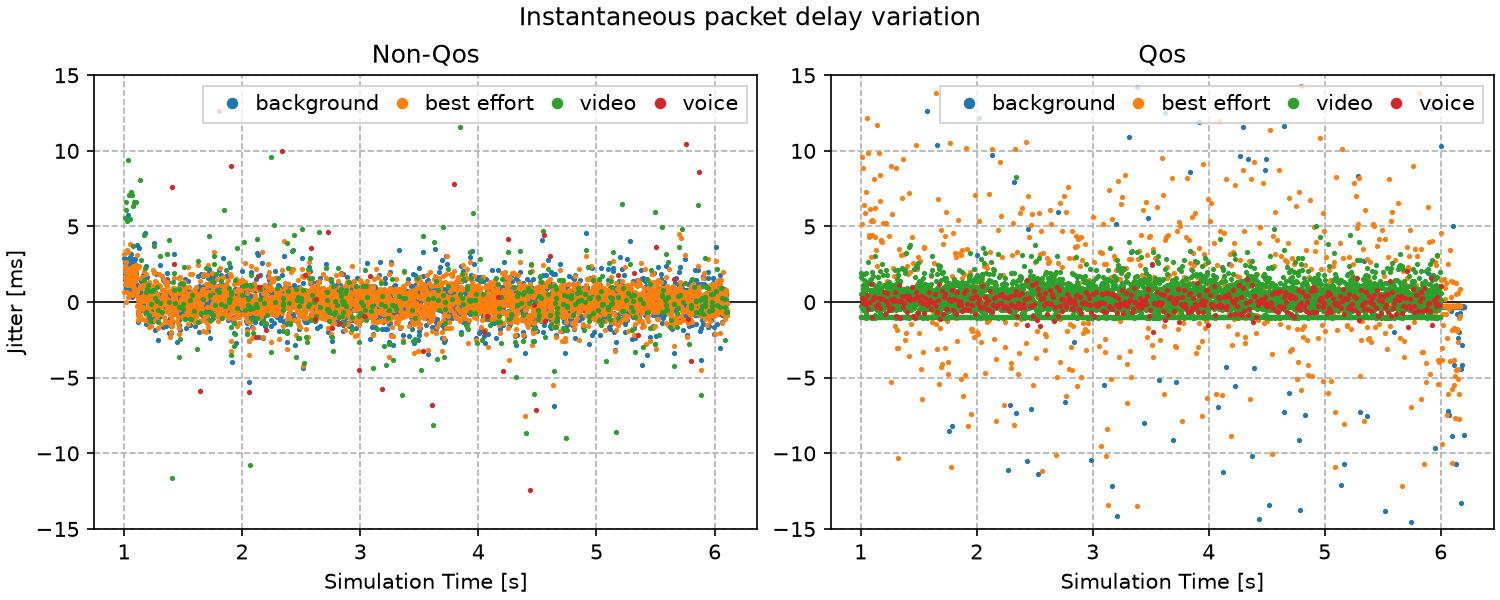 Instantaneous packet delay variation
Non-Qos
Qos
15
10
5
0
−5
−10
−15
Jitter [ms]
background best effort video voice
1 2 3 4 5 6
Simulation Time [s]
15
10
5
0
−5
−10
−15
background best effort video voice
1 2 3 4 5 6
Simulation Time [s]